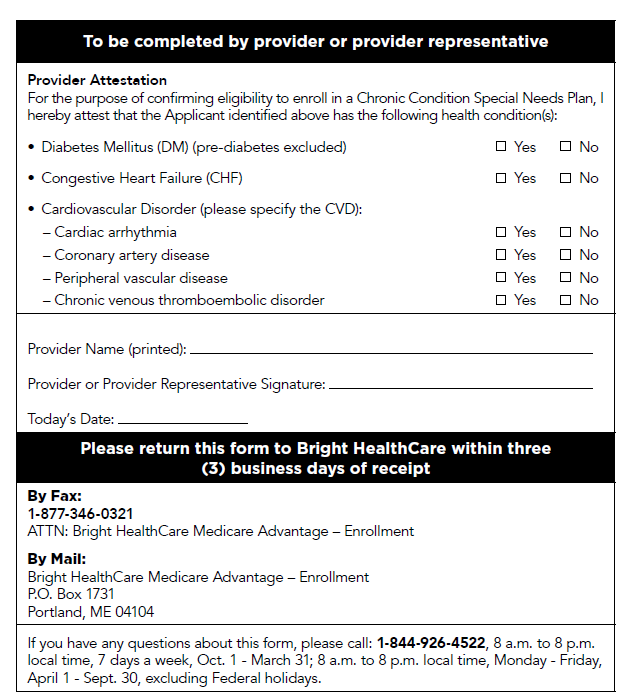 To be completed by provider or provider representative
Provider Attestation
For the purpose of confirming eligibility to enroll in a Chronic Condition Special Needs Plan, I
hereby attest that the Applicant identified above has the following health condition(s):
• Diabetes Mellitus (DM) (pre-diabetes excluded) ☐ Yes ☐ No
• Congestive Heart Failure (CHF) ☐ Yes ☐ No
• Cardiovascular Disorder (please specify the CVD):
– Cardiac arrhythmia ☐ Yes ☐ No
– Coronary artery disease ☐ Yes ☐ No
– Peripheral vascular disease ☐ Yes ☐ No
– Chronic venous thromboembolic disorder ☐ Yes ☐ No
Provider Name (printed):
Provider or Provider Representative Signature:
Today's Date:
Please return this form to Bright HealthCare within three
(3) business days of receipt
By Fax:
1-877-346-0321
ATTN: Bright HealthCare Medicare Advantage – Enrollment
By Mail:
Bright HealthCare Medicare Advantage – Enrollment
P.O. Box 1731
Portland, ME 04104
If you have any questions about this form, please call: 1-844-926-4522, 8 a.m. to 8 p.m.
local time, 7 days a week, Oct. 1 - March 31; 8 a.m. to 8 p.m. local time, Monday - Friday,
April 1 - Sept. 30, excluding Federal holidays.